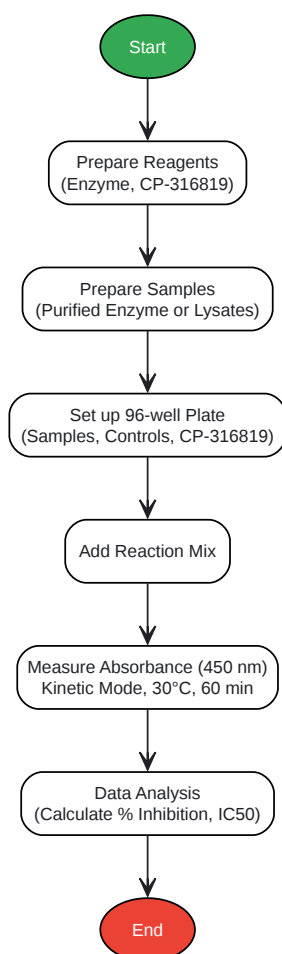 Start
Prepare Reagents
(Enzyme, CP-316819)
Prepare Samples
(Purified Enzyme or Lysates)
Set up 96-well Plate
(Samples, Controls, CP-316819)
Add Reaction Mix
Measure Absorbance (450 nm)
Kinetic Mode, 30°C, 60 min
Data Analysis
(Calculate % Inhibition, IC50)
End